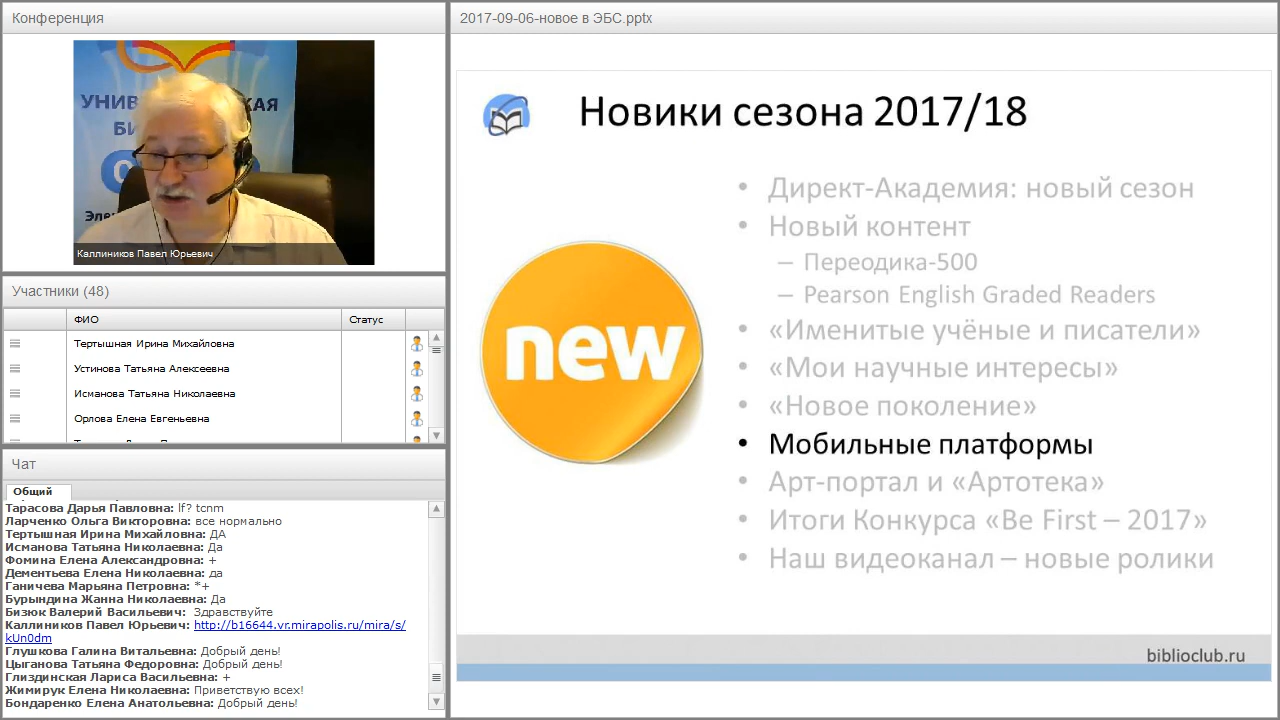 Конференция
УНИВ
КАЯ
БИ
Эле
Каллиников Павел Юрьевич
Участники (48)
ФИО
Статус
Тертышная Ирина Михайловна
Устинова Татьяна Алексеевна
Исманова Татьяна Николаевна
Орлова Елена Евгеньевна
Чат
Общий
Тарасова Дарья Павловна: lf? tcnm
Ларченко Ольга Викторовна: все нормально
Тертышная Ирина Михайловна: ДА
Исманова Татьяна Николаевна: Да
Фомина Елена Александровна: +
Дементьева Елена Николаевна: да
Ганичева Марьяна Петровна: *+
Бурындина Жанна Николаевна: Да
Бизюк Валерий Васильевич: Здравствуйте
Каллиников Павел Юрьевич: http://b16644.vr.mirapolis.ru/mira/s/
kUn0dm
Глушкова Галина Витальевна: Добрый день!
Цыганова Татьяна Федоровна: Добрый день!
Глиздинская Лариса Васильевна: +
Жимирук Елена Николаевна: Приветствую всех!
Бондаренко Елена Анатольевна: Добрый день!
2017-09-06-новое в ЭБС.pptx
Новики сезона 2017/18
new
• Директ-Академия: новый сезон
• Новый контент
– Переодика-500
– Pearson English Graded Readers
• «Именитые учёные и писатели»
• «Мои научные интересы»
• «Новое поколение»
• Мобильные платформы
• Арт-портал и «Артотека»
• Итоги Конкурса «Be First – 2017»
• Наш видеоканал – новые ролики
biblioclub.ru